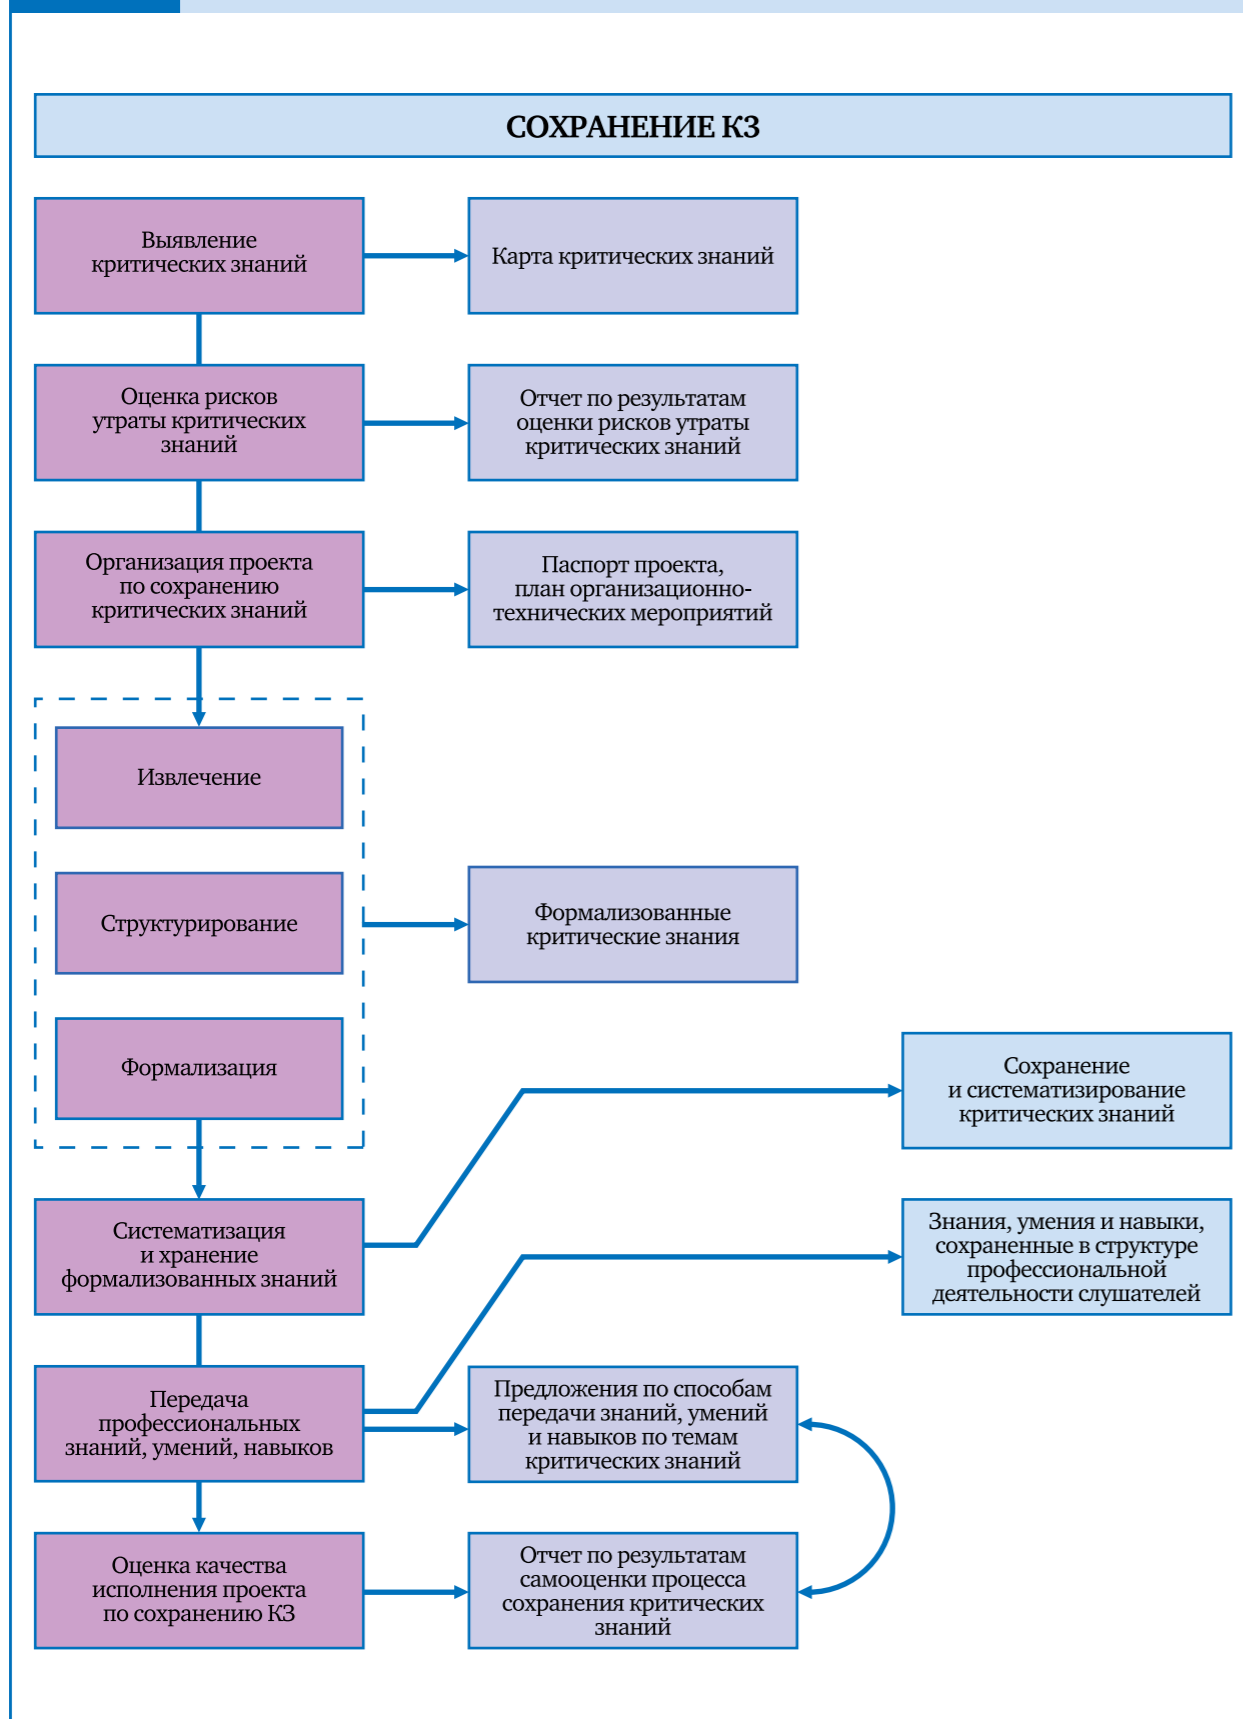 СОХРАНЕНИЕ КЗ
Выявление
критических знаний
Карта критических знаний
Оценка рисков
утраты критических
знаний
Отчет по результатам
оценки рисков утраты
критических знаний
Организация проекта
по сохранению
критических знаний
Паспорт проекта,
план организационно-
технических мероприятий
Извлечение
Структурирование
Формализованные
критические знания
Формализация
Сохранение
и систематизирование
критических знаний
Систематизация
и хранение
формализованных знаний
Знания, умения и навыки,
сохраненные в структуре
профессиональной
деятельности слушателей
Передача
профессиональных
знаний, умений, навыков
Предложения по способам
передачи знаний, умений
и навыков по темам
критических знаний
Оценка качества
исполнения проекта
по сохранению КЗ
Отчет по результатам
самооценки процесса
сохранения критических
знаний